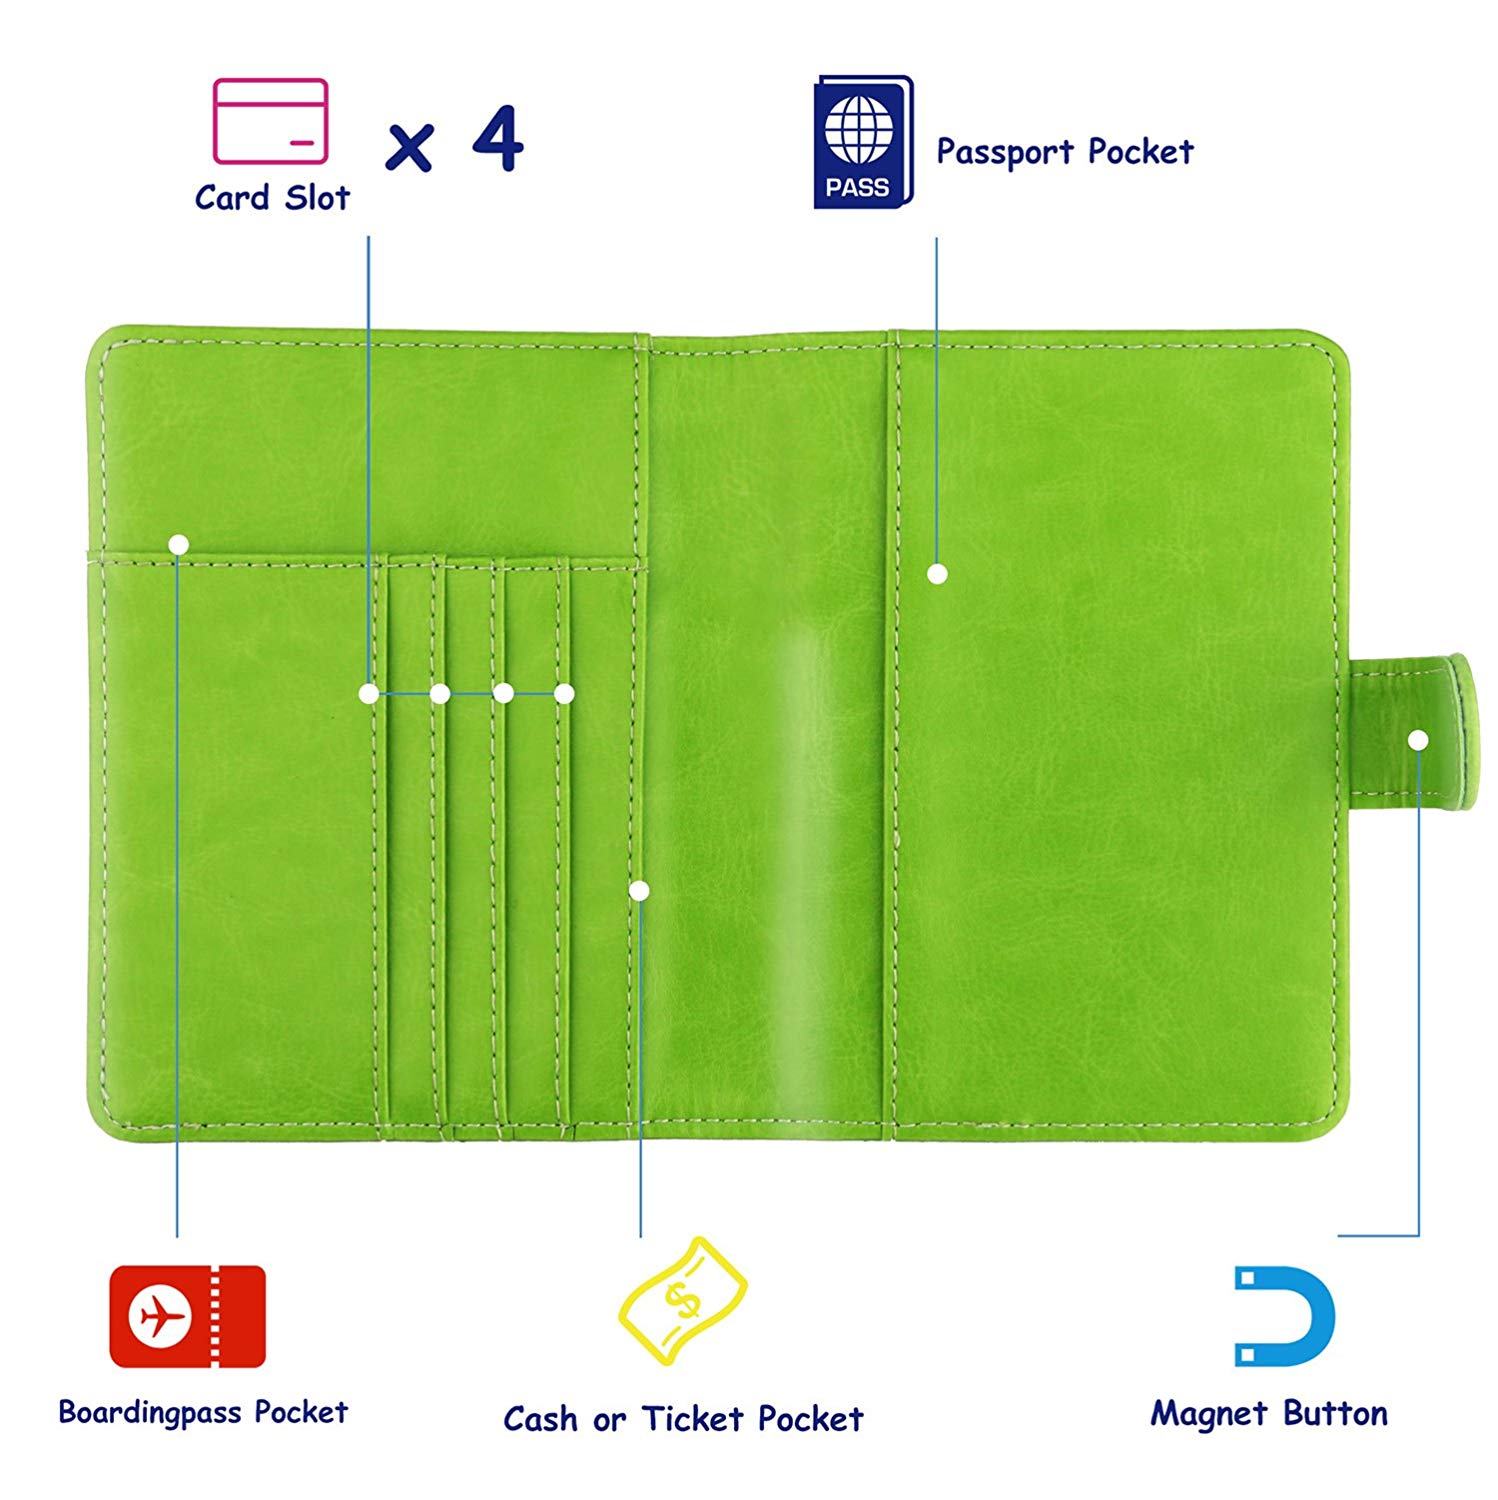 x 4
Card Slot
PASS
Passport Pocket
$
Boardingpass Pocket
Cash or Ticket Pocket
Magnet Button